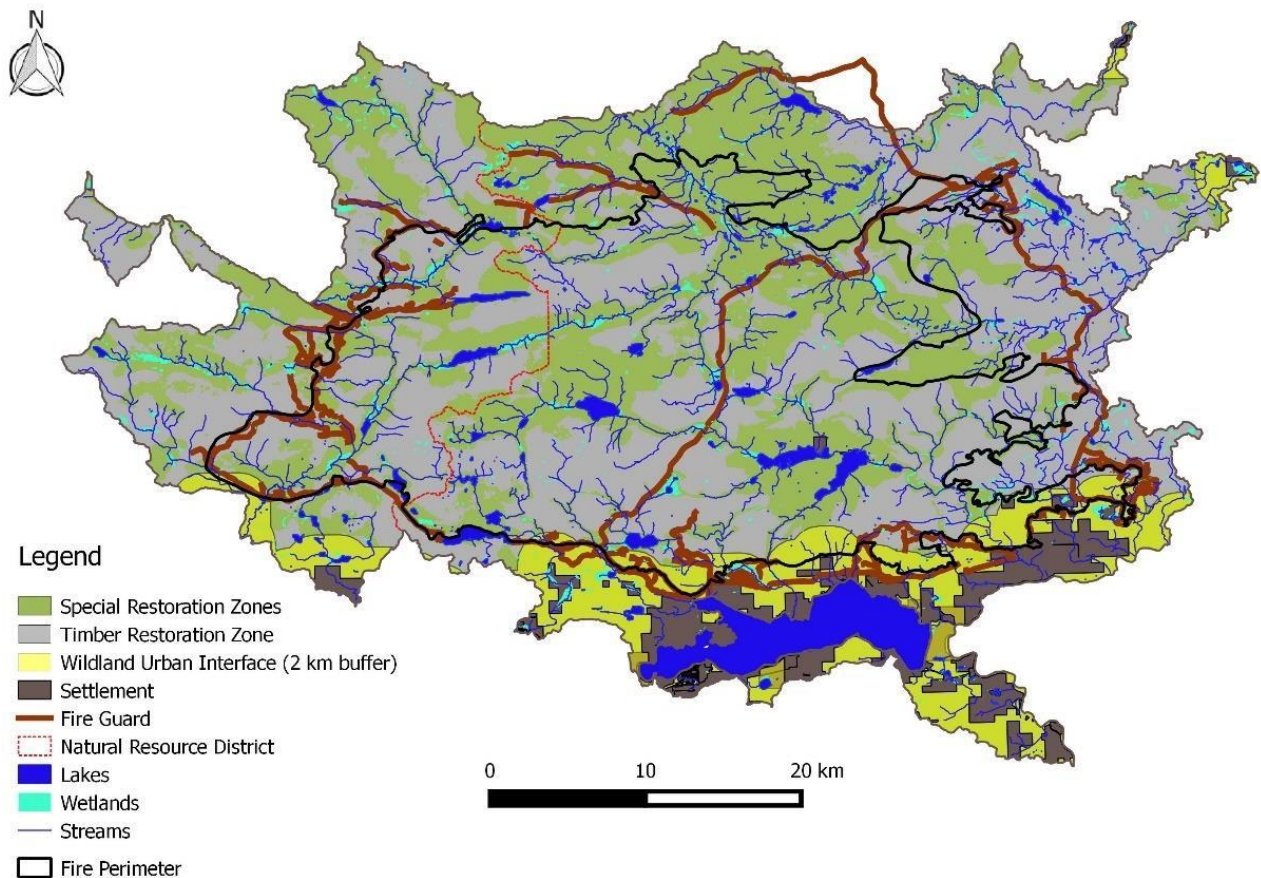 N
Legend
Special Restoration Zones
Timber Restoration Zone
Wildland Urban Interface (2 km buffer)
Settlement
Fire Guard
Natural Resource District
Lakes
Wetlands
Streams
Fire Perimeter
0 10 20 km